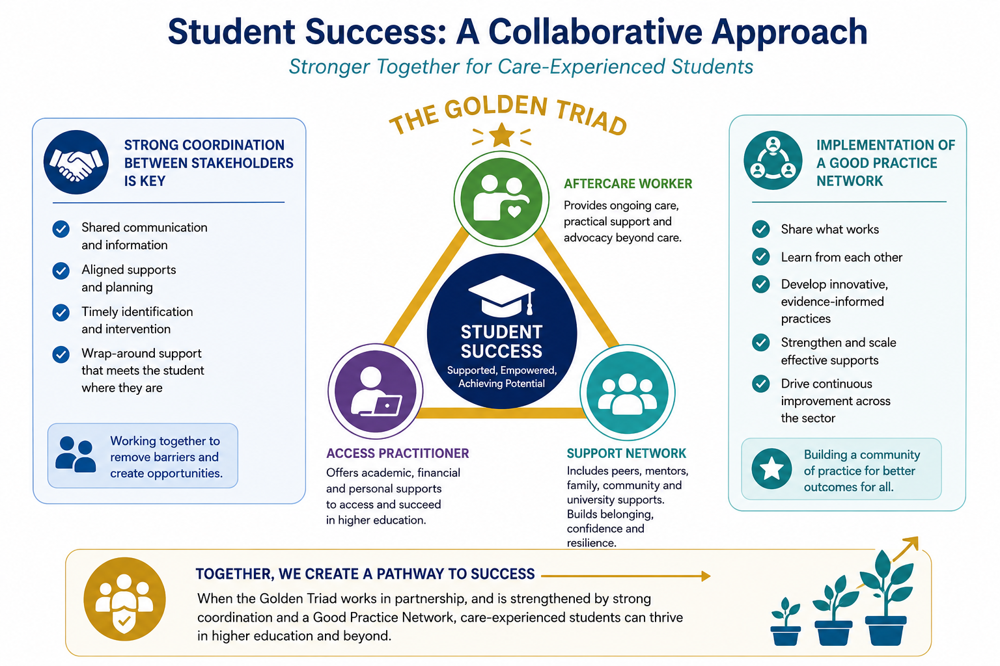 Student Success: A Collaborative Approach
Stronger Together for Care-Experienced Students
THE GOLDEN TRIAD
STRONG COORDINATION
BETWEEN STAKEHOLDERS
IS KEY
Shared communication
and information
Aligned supports
and planning
Timely identification
and intervention
Wrap-around support
that meets the student
where they are
Working together to
remove barriers and
create opportunities.
AFTERCARE WORKER
Provides ongoing care,
practical support and
advocacy beyond care.
STUDENT
SUCCESS
Supported, Empowered,
Achieving Potential
ACCESS PRACTITIONER
Offers academic, financial
and personal supports
to access and succeed
in higher education.
SUPPORT NETWORK
Includes peers, mentors,
family, community and
university supports.
Builds belonging,
confidence and
resilience.
IMPLEMENTATION OF
A GOOD PRACTICE
NETWORK
Share what works
Learn from each other
Develop innovative,
evidence-informed
practices
Strengthen and scale
effective supports
Drive continuous
improvement across
the sector
Building a community
of practice for better
outcomes for all.
TOGETHER, WE CREATE A PATHWAY TO SUCCESS
When the Golden Triad works in partnership, and is strengthened by strong
coordination and a Good Practice Network, care-experienced students can thrive
in higher education and beyond.